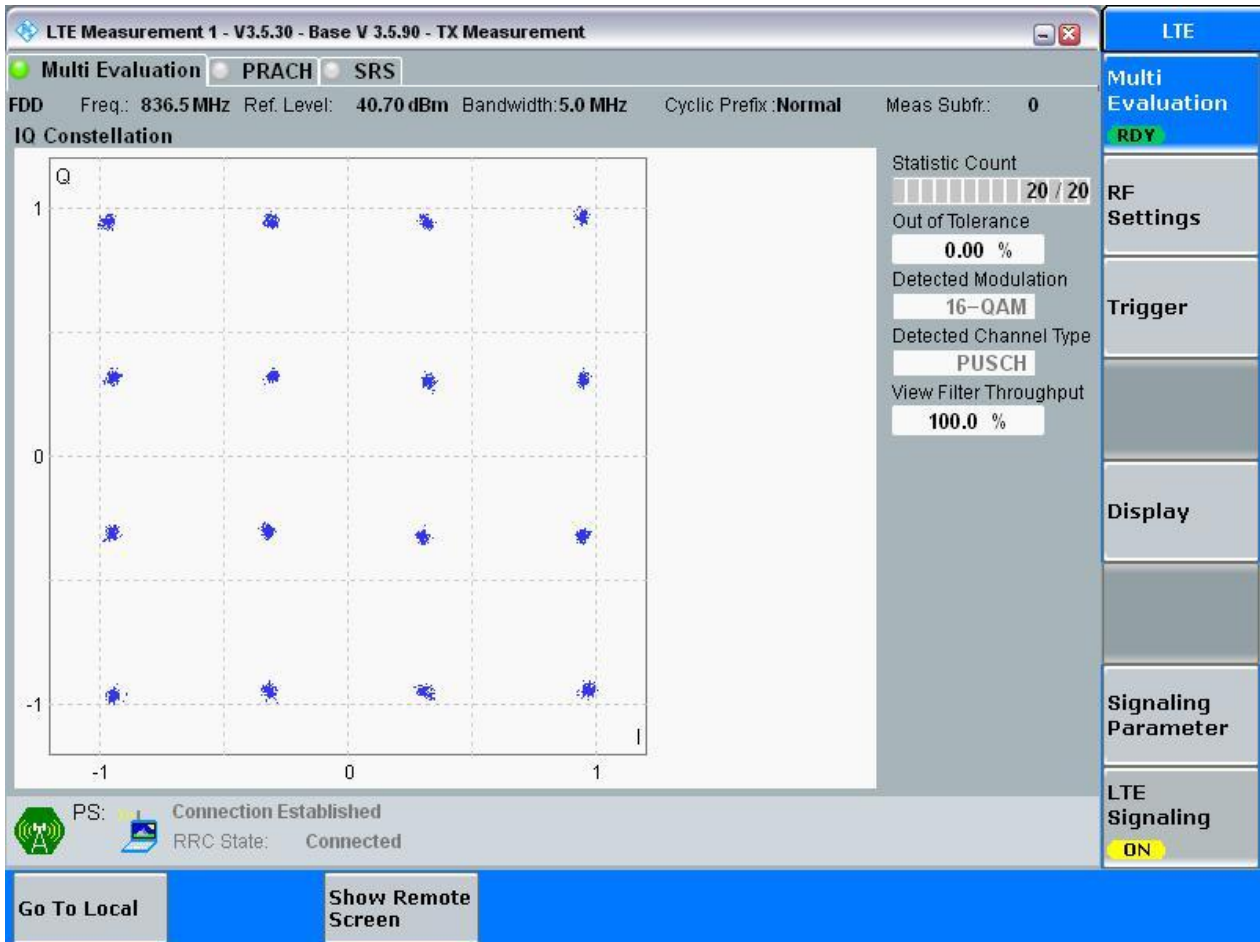 LTE Measurement 1 - V3.5.30 - Base V 3.5.90 - TX Measurement
LTE
Multi Evaluation PRACH SRS
FDD Freq.: 836.5 MHz Ref. Level: 40.70 dBm Bandwidth: 5.0 MHz Cyclic Prefix : Normal Meas Subfr.: 0
IQ Constellation
Q
1
0
-1
I
-1 0 1
Statistic Count
20 / 20
Out of Tolerance
0.00 %
Detected Modulation
16-QAM
Detected Channel Type
PUSCH
View Filter Throughput
100.0 %
Multi
Evaluation
RDY
RF
Settings
Trigger
Display
Signaling
Parameter
LTE
Signaling
ON
PS: Connection Established
RRC State: Connected
Go To Local
Show Remote
Screen